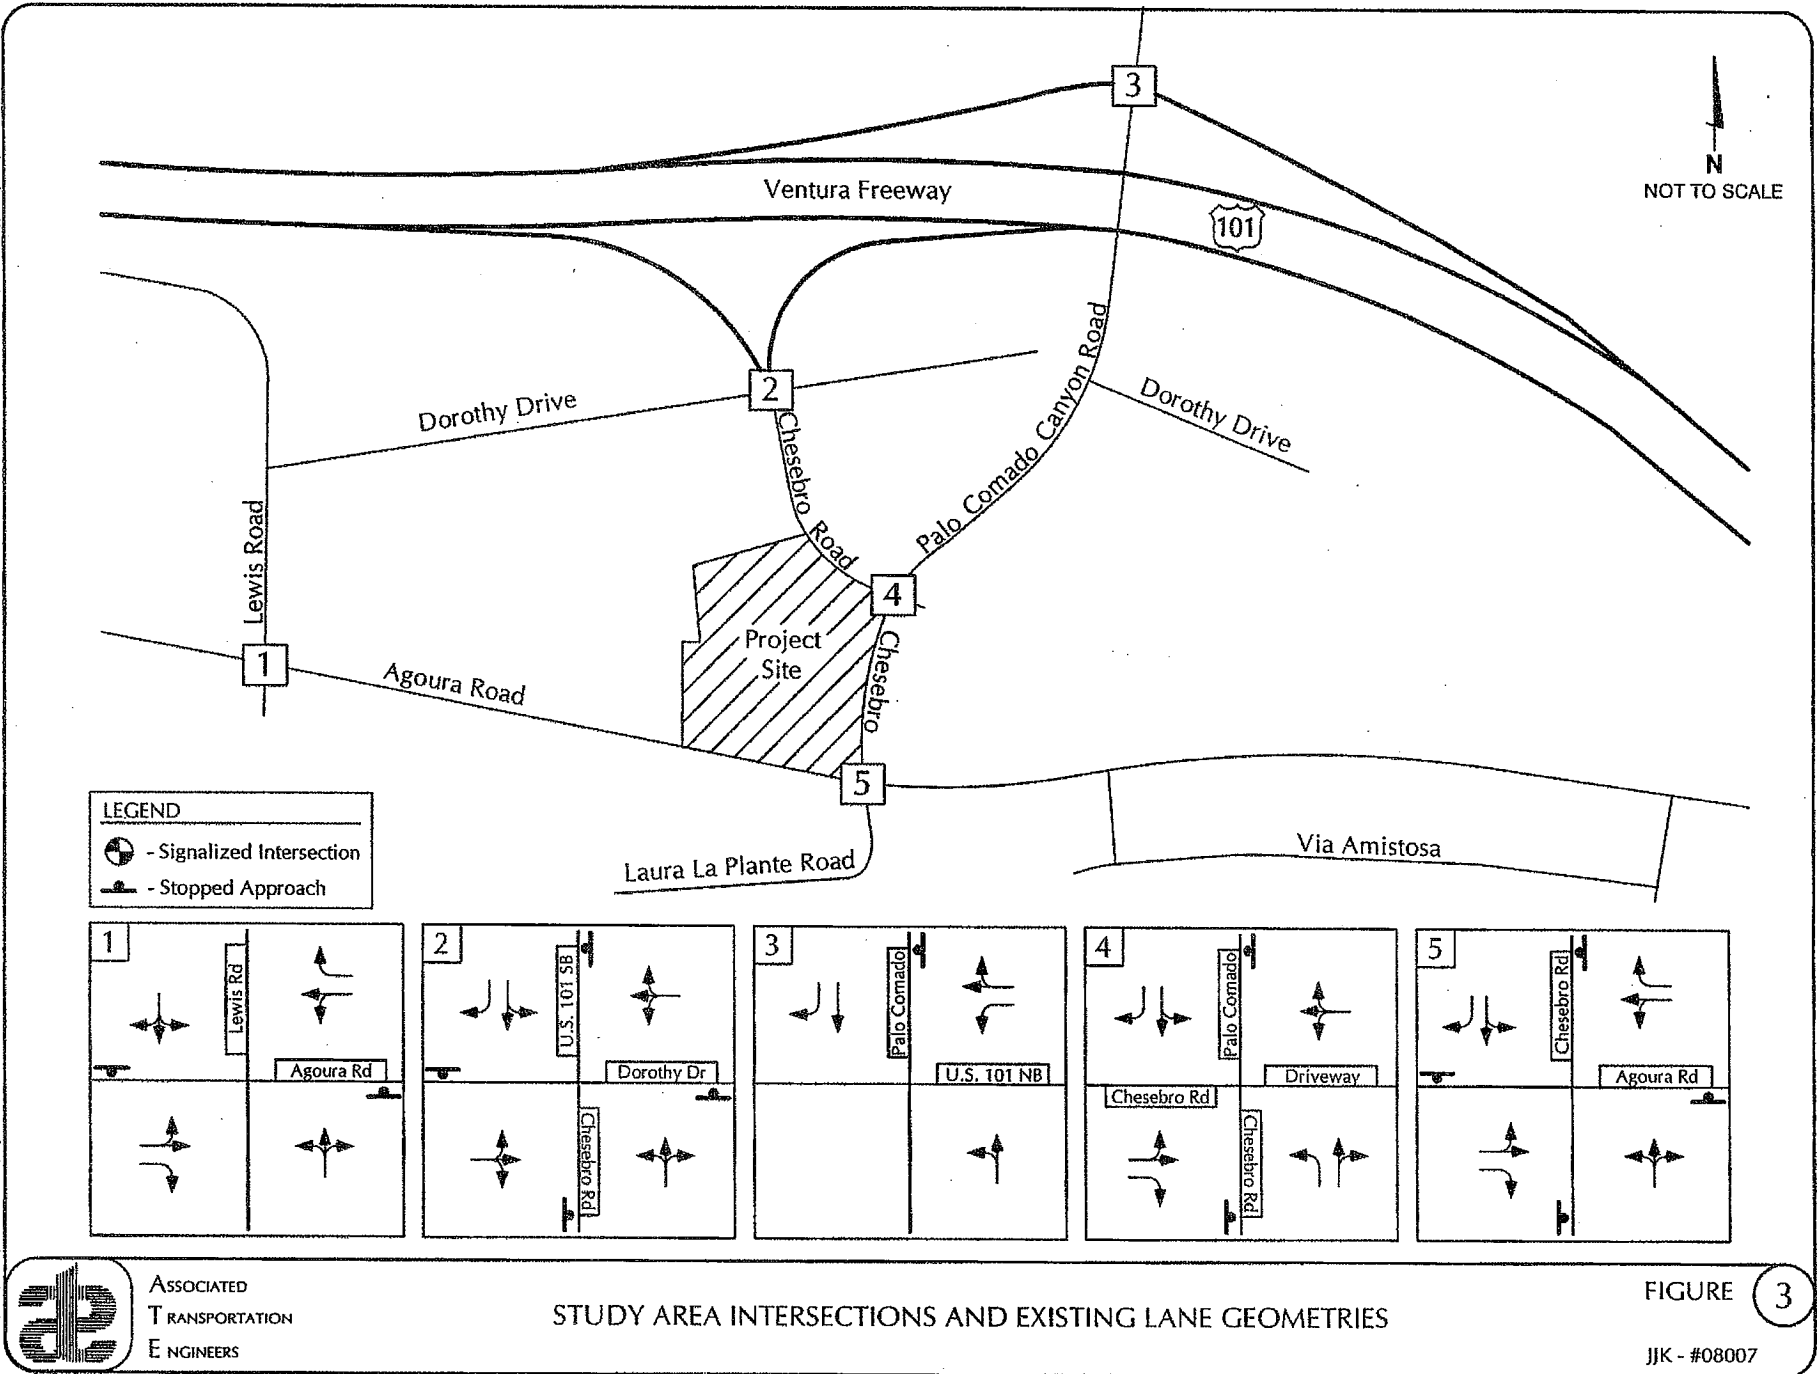 3
N
NOT TO SCALE
Ventura Freeway
101
2
Dorothy Drive
Chesebro Road
Palo Comado Canyon Road
Dorothy Drive
Lewis Road
4
Project
Site
Chesebro
1
Agoura Road
5
Laura La Plante Road
Via Amistosa
LEGEND
- Signalized Intersection
- Stopped Approach
1
Lewis Rd
Agoura Rd
2
U.S. 101 SB
Dorothy Dr
Chesebro Rd
3
Palo Comado
U.S. 101 NB
4
Palo Comado
Driveway
Chesebro Rd
Chesebro Rd
5
Chesebro Rd
Agoura Rd
ASSOCIATED
TRANSPORTATION
ENGINEERS
STUDY AREA INTERSECTIONS AND EXISTING LANE GEOMETRIES
FIGURE 3
JJK - #08007